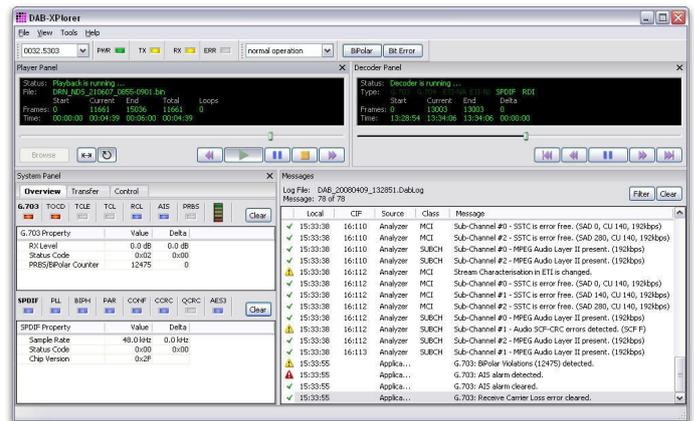 DAB-XPlorer
File View Tools Help
0032.5303 PWR TX RX ERR normal operation BiPolar Bit Error
Player Panel
Status: Playback is running ...
File: DRN_ND5_210607_0855-0901.bin
Start Current End Total Loops
Frames: 0 11661 15036 11661 0
Time: 00:00:00 00:04:39 00:06:00 00:04:39
Browse
Decoder Panel
Status: Decoder is running ...
Type: G.703 G.704 ETI-NA ETI-NI SPDIF RDI
Start Current End Delta
Frames: 0 13003 13003 0
Time: 13:28:54 13:34:06 13:34:06 00:00:00
System Panel
Overview Transfer Control
G.703 TOCD TCLE TCL RCL AIS PRBS Clear
G.703 Property Value Delta
RX Level 0.0 dB 0.0 dB
Status Code 0x02 0x00
PRBS/BiPolar Counter 12475 0
SPDIF PLL BIPH PAR CONF CCRC QCRC AES3 Clear
SPDIF Property Value Delta
Sample Rate 48.0 kHz 0.0 kHz
Status Code 0x00 0x00
Chip Version 0x2F
Messages
Log File: DAB_20080409_132851.DabLog
Message: 78 of 78
Filter Clear
Local CIF Source Class Message
15:33:38 16:110 Analyzer MCI Sub-Channel #0 - SSTC is error free. (SAD 0, CU 140, 192kbps)
15:33:38 16:110 Analyzer MCI Sub-Channel #2 - SSTC is error free. (SAD 280, CU 140, 192kbps)
15:33:38 16:110 Analyzer SUBCH Sub-Channel #0 - MPEG Audio Layer II present. (192kbps)
15:33:38 16:110 Analyzer SUBCH Sub-Channel #2 - MPEG Audio Layer II present. (192kbps)
15:33:38 16:112 Analyzer MCI Stream Characterisation in ETI is changed.
15:33:38 16:112 Analyzer MCI Sub-Channel #0 - SSTC is error free. (SAD 0, CU 140, 192kbps)
15:33:38 16:112 Analyzer MCI Sub-Channel #1 - SSTC is error free. (SAD 140, CU 140, 192kbps)
15:33:38 16:112 Analyzer MCI Sub-Channel #2 - SSTC is error free. (SAD 280, CU 140, 192kbps)
15:33:38 16:112 Analyzer SUBCH Sub-Channel #0 - MPEG Audio Layer II present. (192kbps)
15:33:38 16:112 Analyzer SUBCH Sub-Channel #1 - Audio SCF-CRC errors detected. (SCF F)
15:33:38 16:112 Analyzer SUBCH Sub-Channel #2 - MPEG Audio Layer II present. (192kbps)
15:33:38 16:113 Analyzer SUBCH Sub-Channel #1 - MPEG Audio Layer II present. (192kbps)
15:33:55 Applica... G.703: BiPolar Violations (12475) detected.
15:33:55 Applica... G.703: AIS alarm detected.
15:33:55 Applica... G.703: AIS alarm cleared.
15:33:55 Applica... G.703: Receive Carrier Loss error cleared.